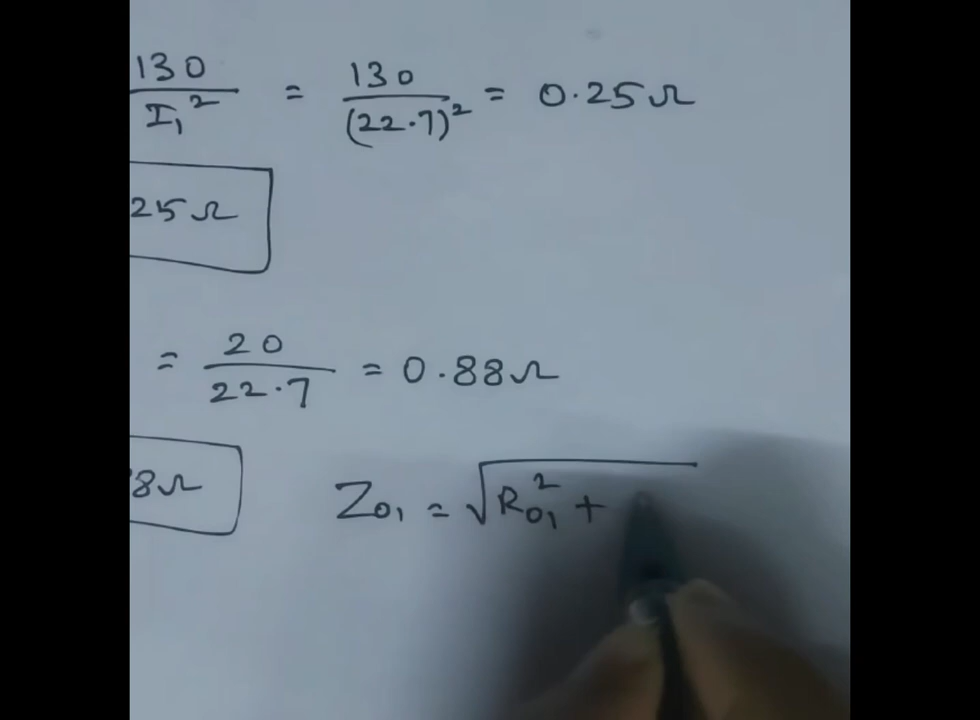 130/I₁² = 130/(22.7)² = 0.25Ω
25Ω
= 20/22.7 = 0.88Ω
8Ω Z₀₁ = √R₀₁² +